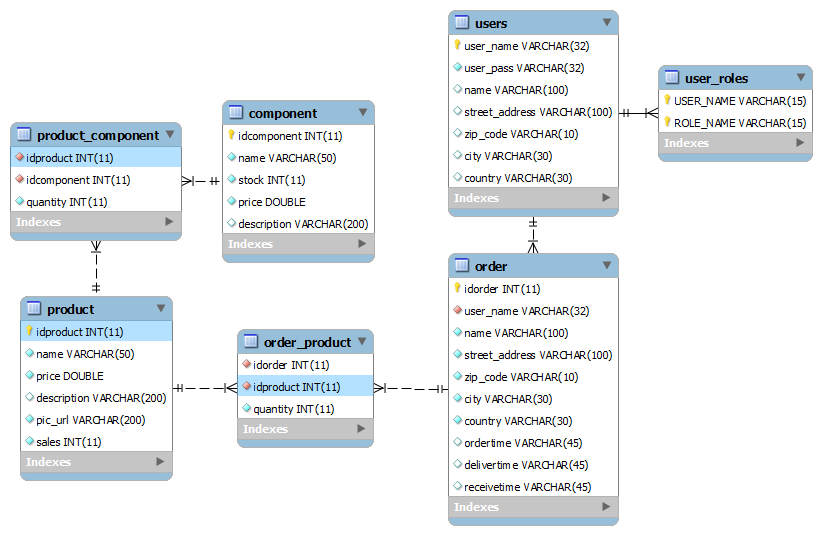 users
user_name VARCHAR(32)
user_pass VARCHAR(32)
name VARCHAR(100)
street_address VARCHAR(100)
zip_code VARCHAR(10)
city VARCHAR(30)
country VARCHAR(30)
Indexes
user_roles
USER_NAME VARCHAR(15)
ROLE_NAME VARCHAR(15)
Indexes
component
idcomponent INT(11)
name VARCHAR(50)
stock INT(11)
price DOUBLE
description VARCHAR(200)
Indexes
product_component
idproduct INT(11)
idcomponent INT(11)
quantity INT(11)
Indexes
product
idproduct INT(11)
name VARCHAR(50)
price DOUBLE
description VARCHAR(200)
pic_url VARCHAR(200)
sales INT(11)
Indexes
order_product
idorder INT(11)
idproduct INT(11)
quantity INT(11)
Indexes
order
idorder INT(11)
user_name VARCHAR(32)
name VARCHAR(100)
street_address VARCHAR(100)
zip_code VARCHAR(10)
city VARCHAR(30)
country VARCHAR(30)
ordertime VARCHAR(45)
delivertime VARCHAR(45)
receivetime VARCHAR(45)
Indexes